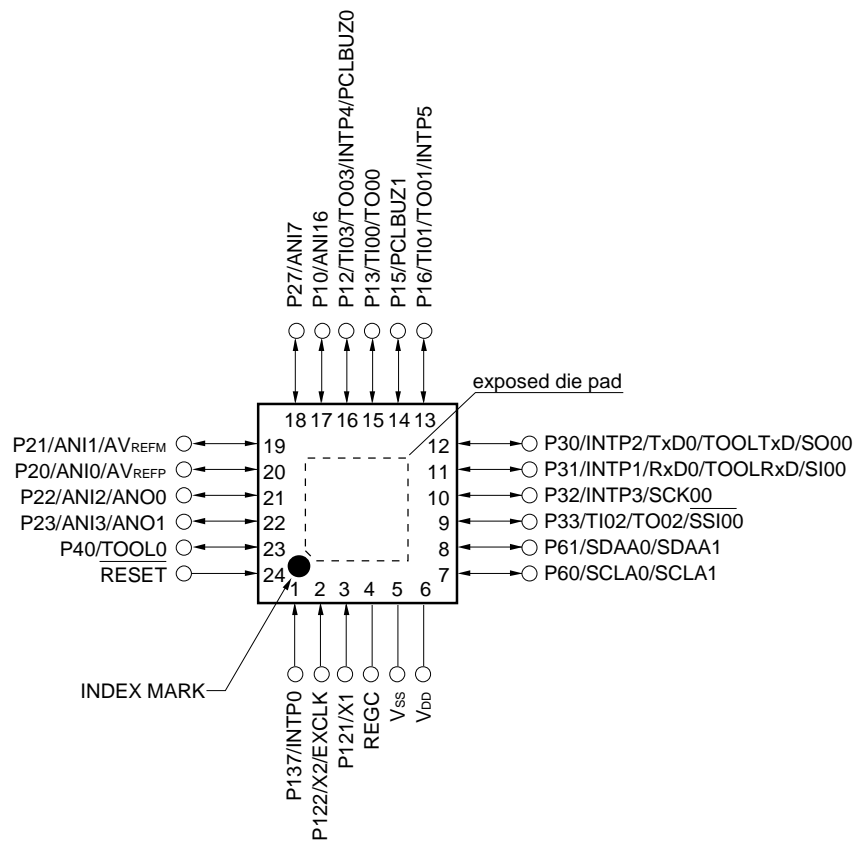 P27/ANI7
P10/ANI16
P12/TI03/TO03/INTP4/PCLBUZ0
P13/TI00/TO00
P15/PCLBUZ1
P16/TI01/TO01/INTP5
exposed die pad
18 17 16 15 14 13
P21/ANI1/AVREFM 19
P20/ANI0/AVREFP 20
P22/ANI2/ANO0 21
P23/ANI3/ANO1 22
P40/TOOL0 23
RESET 24
12 P30/INTP2/TxD0/TOOLTxD/SO00
11 P31/INTP1/RxD0/TOOLRxD/SI00
10 P32/INTP3/SCK00
9 P33/TI02/TO02/SSI00
8 P61/SDAA0/SDAA1
7 P60/SCLA0/SCLA1
1 2 3 4 5 6
INDEX MARK
P137/INTP0
P122/X2/EXCLK
P121/X1
REGC
VSS
VDD